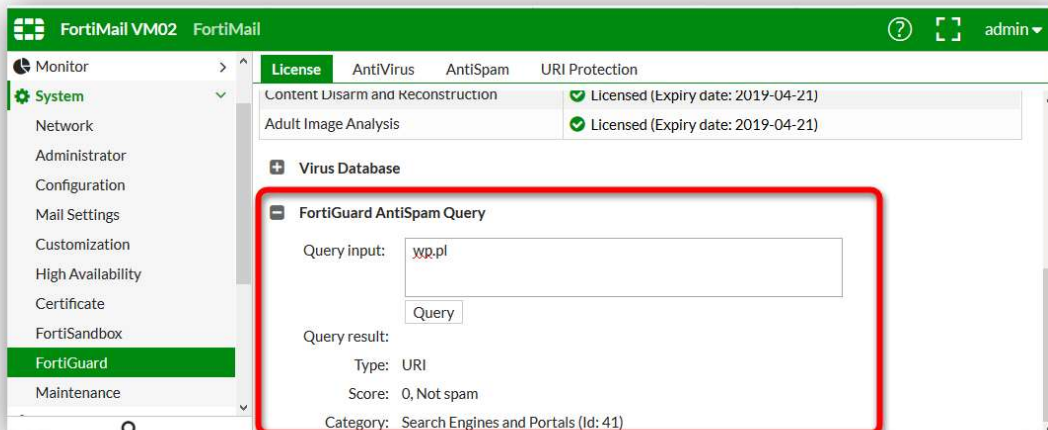 FortiMail VM02 FortiMail admin
Monitor
System
Network
Administrator
Configuration
Mail Settings
Customization
High Availability
Certificate
FortiSandbox
FortiGuard
Maintenance
License AntiVirus AntiSpam URI Protection
Content Disarm and Reconstruction Licensed (Expiry date: 2019-04-21)
Adult Image Analysis Licensed (Expiry date: 2019-04-21)
Virus Database
FortiGuard AntiSpam Query
Query input: wp.pl
Query
Query result:
Type: URI
Score: 0, Not spam
Category: Search Engines and Portals (Id: 41)